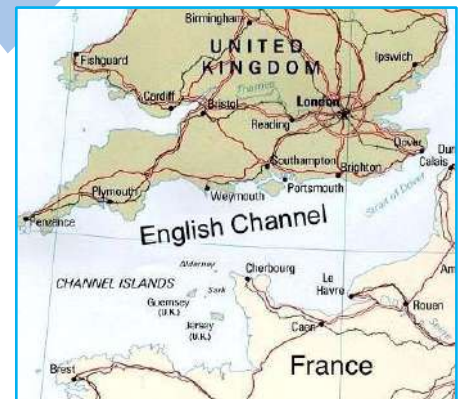 Birmingham
UNITED
KINGDOM
Fishguard
Ipswich
Cardiff
Bristol
Thames
London
Reading
Dover
Calais
Southampton
Brighton
Portsmouth
Plymouth
Weymouth
Penzance
Strait of Dover
English Channel
Alderney
Cherbourg
CHANNEL ISLANDS
Sark
Guernsey
(U.K.)
Jersey
(U.K.)
Le
Havre
Rouen
Seine
Caen
France
Brest